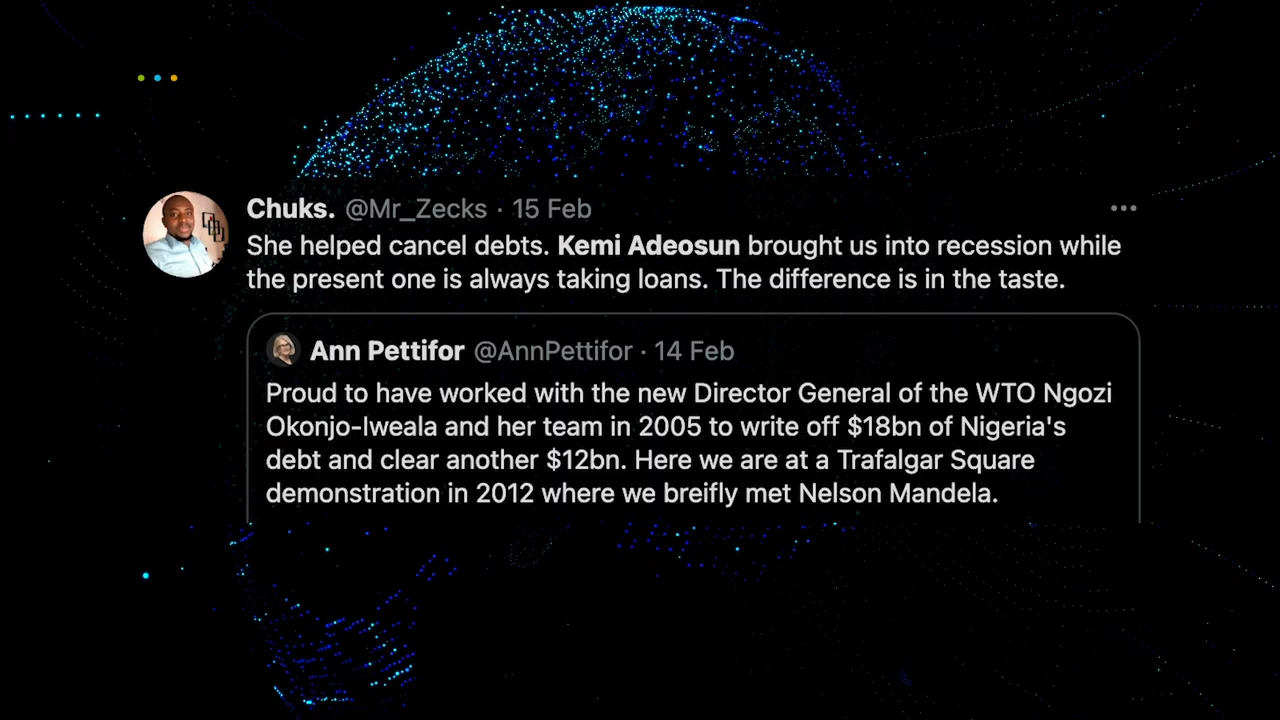 Chuks. @Mr_Zecks · 15 Feb
She helped cancel debts. Kemi Adeosun brought us into recession while
the present one is always taking loans. The difference is in the taste.
Ann Pettifor @AnnPettifor · 14 Feb
Proud to have worked with the new Director General of the WTO Ngozi
Okonjo-Iweala and her team in 2005 to write off $18bn of Nigeria's
debt and clear another $12bn. Here we are at a Trafalgar Square
demonstration in 2012 where we breifly met Nelson Mandela.